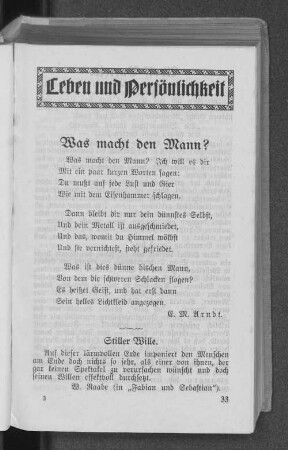 Leben und Persönlichkeit
Was macht den Mann?
Was macht den Mann? Ich will es dir
Mit ein paar kurzen Worten sagen:
Du mußt auf jede Lust und Gier
Wie mit dem Eisenhammer schlagen.
Dann bleibt dir nur dein dünnstes Selbst,
Und dein Metall ist ausgeschmiedet,
Und das, womit du Himmel wölbst
Und sie vernichtest, steht gefriedet.
Was ist dies dünne bischen Mann,
Von dem die schweren Schlacken flogen?
Es heißet Geist, und hat erst dann
Sein helles Lichtkleid angezogen.
E. M. Arndt.
Stiller Wille.
Auf dieser lärmvollen Erde imponiert den Menschen
am Ende doch nichts so sehr, als einer von ihnen, der
gar keinen Spektakel zu verursachen wünscht und doch
seinen Willen effektvoll durchsetzt.
W. Raabe (in „Fabian und Sebastian").
3 33